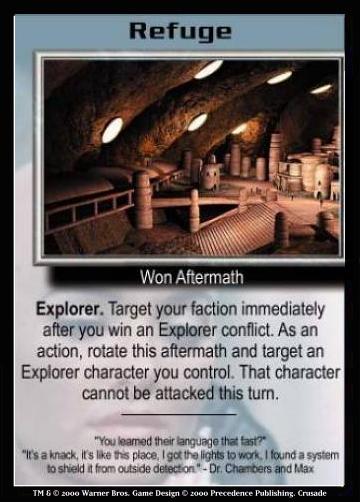 Refuge
Won Aftermath
Explorer. Target your faction immediately
after you win an Explorer conflict. As an
action, rotate this aftermath and target an
Explorer character you control. That character
cannot be attacked this turn.
"You learned their language that fast?"
"It's a knack, it's like this place, I got the lights to work, I found a system
to shield it from outside detection." - Dr. Chambers and Max
TM & © 2000 Warner Bros. Game Design © 2000 Precedence Publishing. Crusade